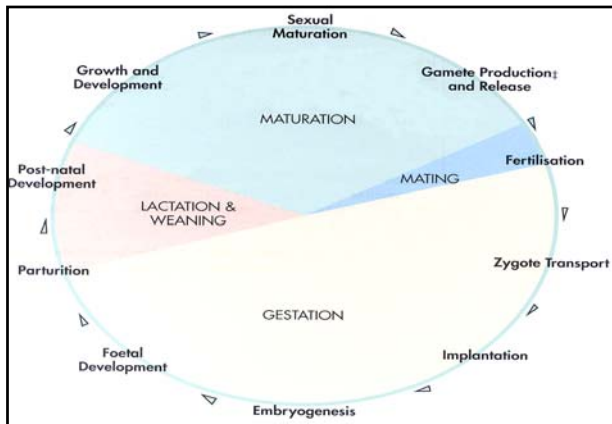 Sexual
Maturation
Growth and
Development
Gamete Production‡
and Release
MATURATION
Post-natal
Development
Fertilisation
MATING
LACTATION &
WEANING
Parturition
Zygote Transport
GESTATION
Foetal
Development
Implantation
Embryogenesis